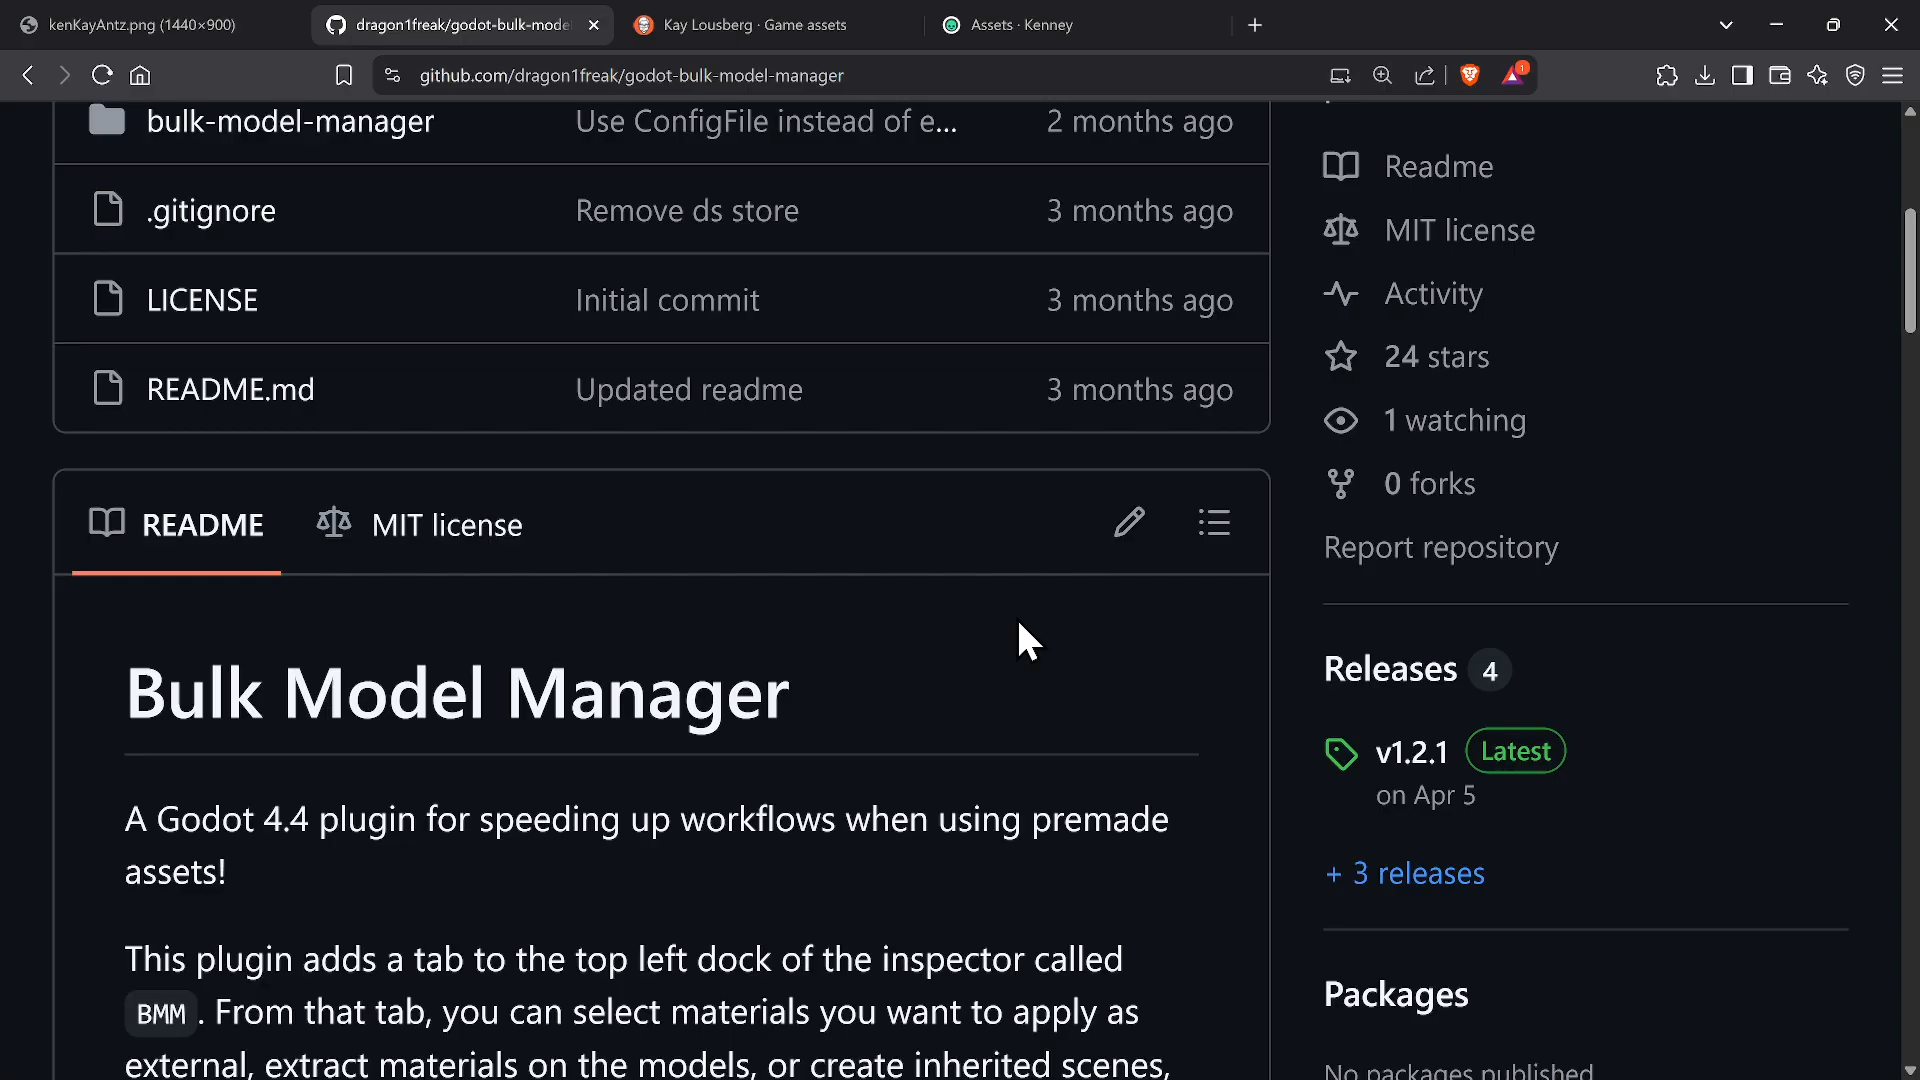 kenKayAntz.png (1440×900)
dragon1freak/godot-bulk-mode
Kay Lousberg · Game assets
Assets · Kenney
github.com/dragon1freak/godot-bulk-model-manager
1
bulk-model-manager
Use ConfigFile instead of e...
2 months ago
.gitignore
Remove ds store
3 months ago
LICENSE
Initial commit
3 months ago
README.md
Updated readme
3 months ago
README
MIT license
Bulk Model Manager
A Godot 4.4 plugin for speeding up workflows when using premade
assets!
This plugin adds a tab to the top left dock of the inspector called
BMM . From that tab, you can select materials you want to apply as
external, extract materials on the models, or create inherited scenes,
Readme
MIT license
Activity
24 stars
1 watching
0 forks
Report repository
Releases 4
v1.2.1 Latest
on Apr 5
+ 3 releases
Packages
No packages published